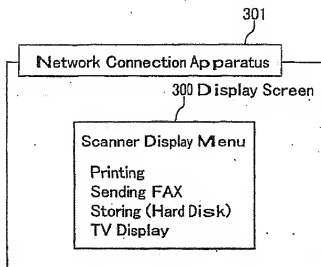 301
Network Connection Apparatus
300 Display Screen
Scanner Display Menu
Printing
Sending FAX
Storing (Hard Disk)
TV Display